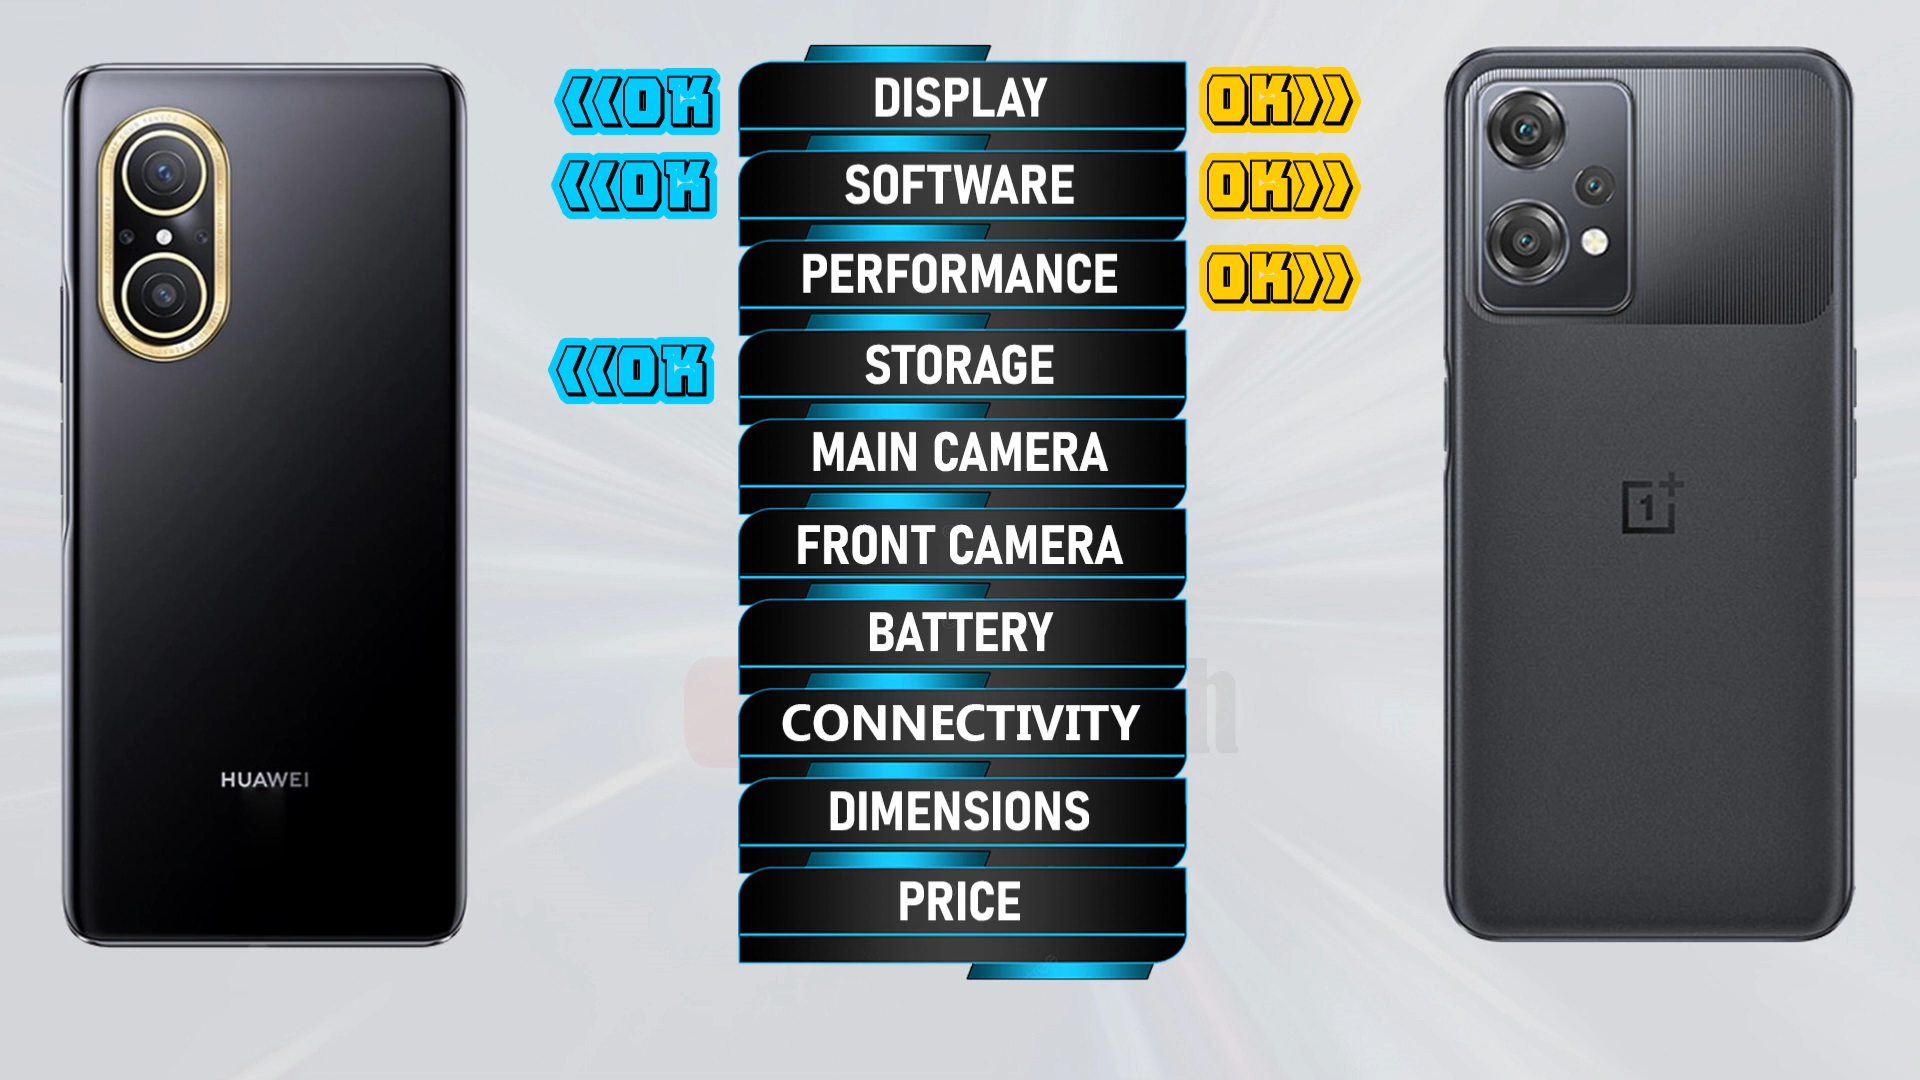 <<OK DISPLAY OK>>
<<OK SOFTWARE OK>>
PERFORMANCE OK>>
<<OK STORAGE
MAIN CAMERA
FRONT CAMERA
BATTERY
CONNECTIVITY
DIMENSIONS
PRICE
HUAWEI
1+